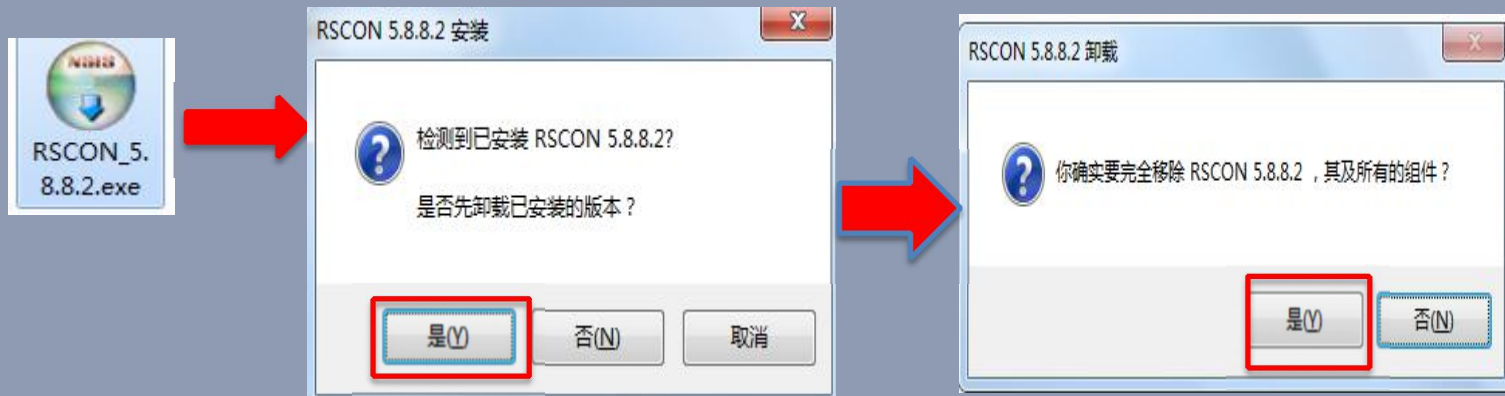 NSIS
RSCON_5.
8.8.2.exe
RSCON 5.8.8.2 安装
检测到已安装 RSCON 5.8.8.2?
是否先卸载已安装的版本？
是(Y)
否(N)
取消
RSCON 5.8.8.2 卸载
你确实要完全移除 RSCON 5.8.8.2 ，其及所有的组件？
是(Y)
否(N)